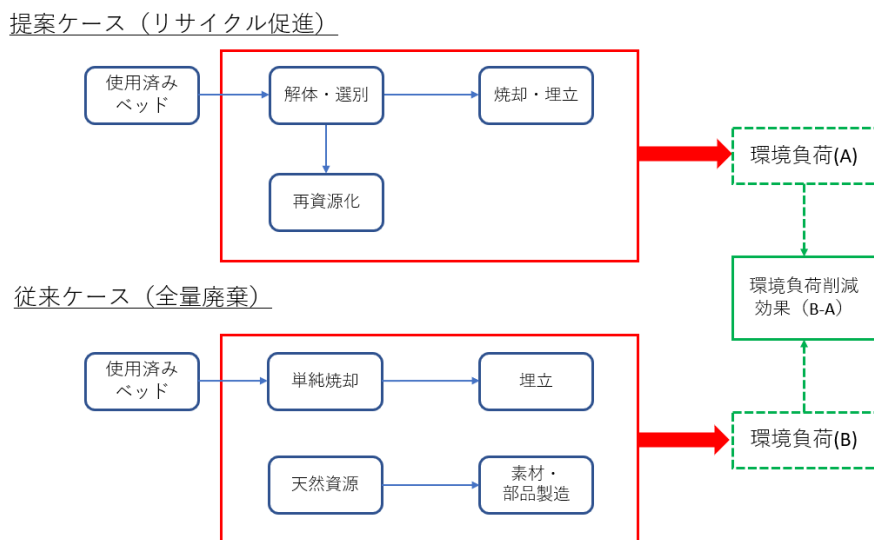 提案ケース（リサイクル促進）
使用済み
ベッド
解体・選別
焼却・埋立
再資源化
環境負荷(A)
環境負荷削減
効果（B-A）
従来ケース（全量廃棄）
使用済み
ベッド
単純焼却
埋立
天然資源
素材・
部品製造
環境負荷(B)